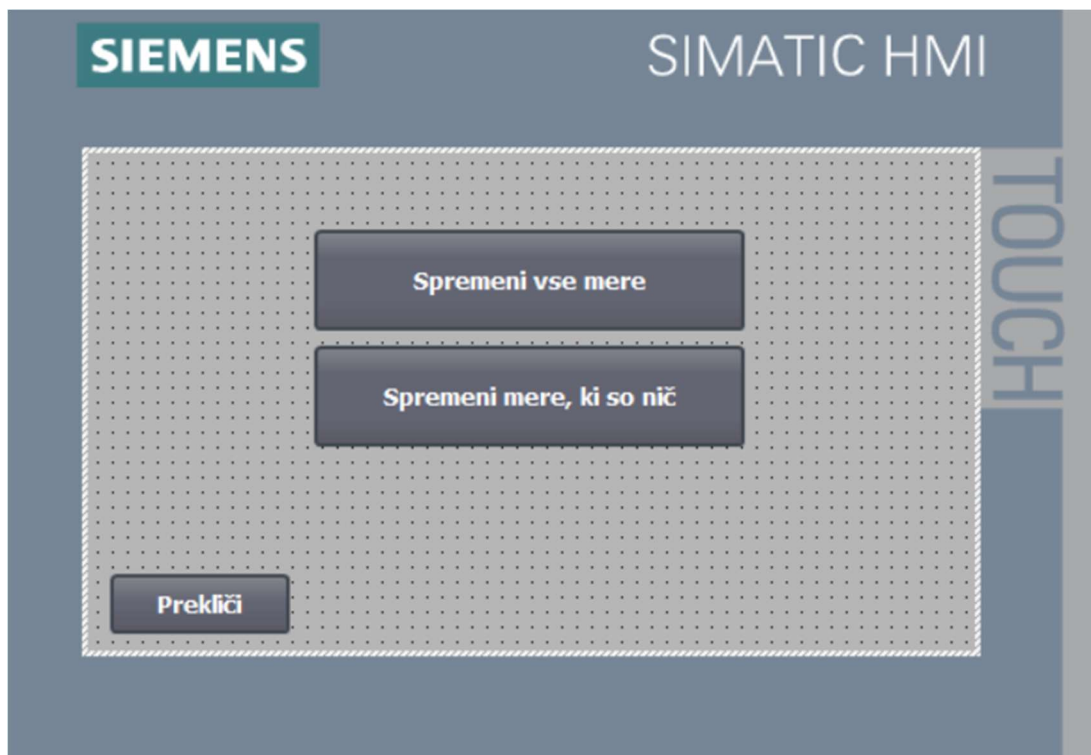 SIEMENS
SIMATIC HMI
TOUCH
Spremeni vse mere
Spremeni mere, ki so nič
Prekliči